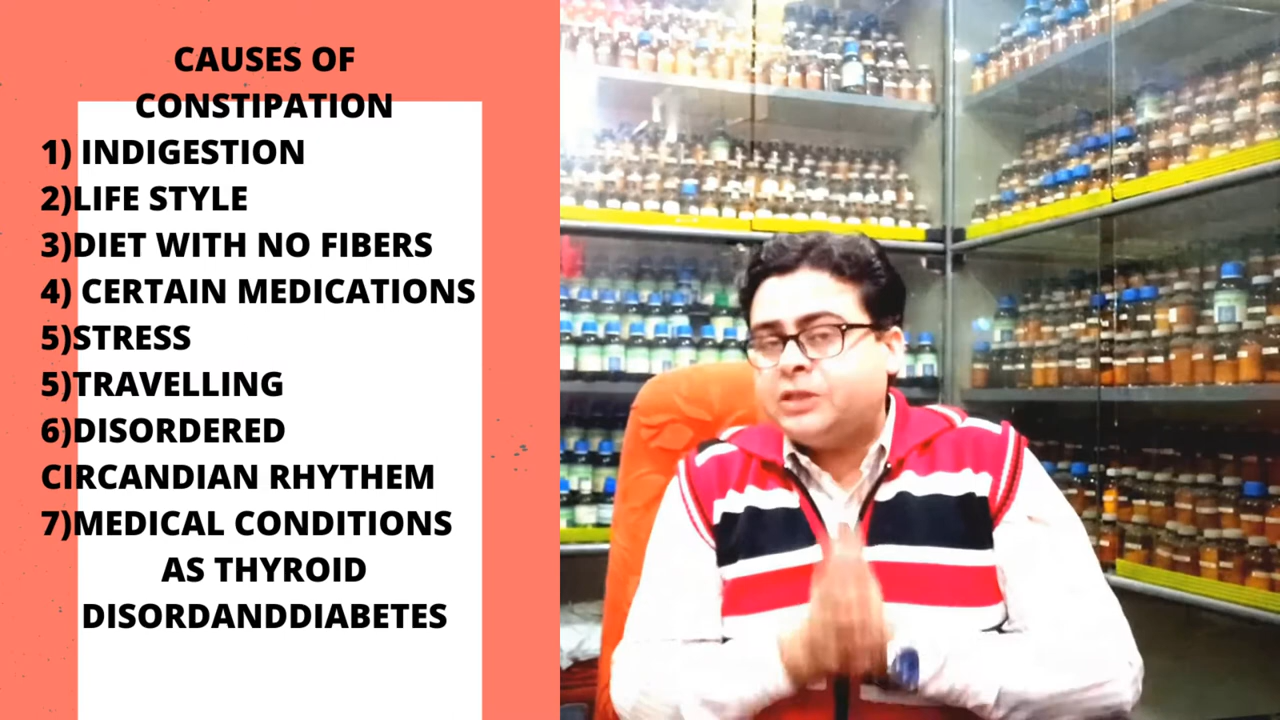 CAUSES OF
CONSTIPATION
1) INDIGESTION
2)LIFE STYLE
3)DIET WITH NO FIBERS
4) CERTAIN MEDICATIONS
5)STRESS
5)TRAVELLING
6)DISORDERED
CIRCANDIAN RHYTHEM
7)MEDICAL CONDITIONS
AS THYROID
DISORDANDDIABETES